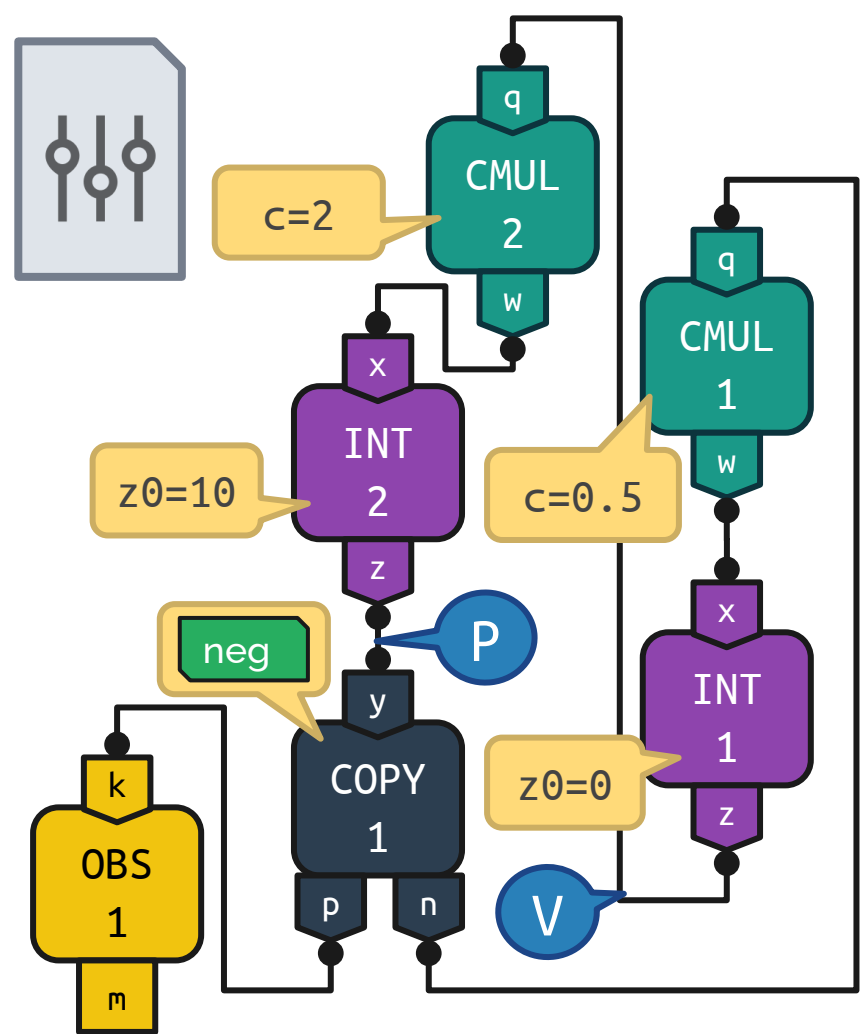 q
CMUL
2
w
c=2
q
CMUL
1
w
c=0.5
x
INT
2
z
z0=10
P
neg
y
COPY
1
p
n
x
INT
1
z
z0=0
V
k
OBS
1
m